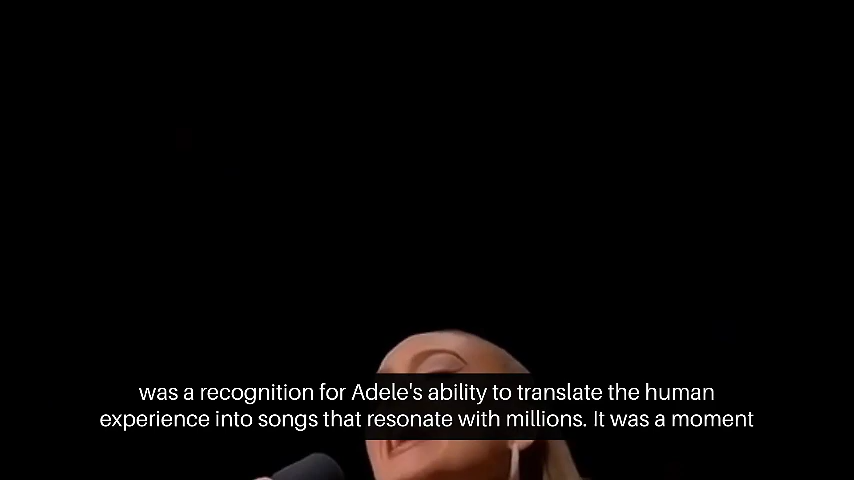 was a recognition for Adele's ability to translate the human
experience into songs that resonate with millions. It was a moment